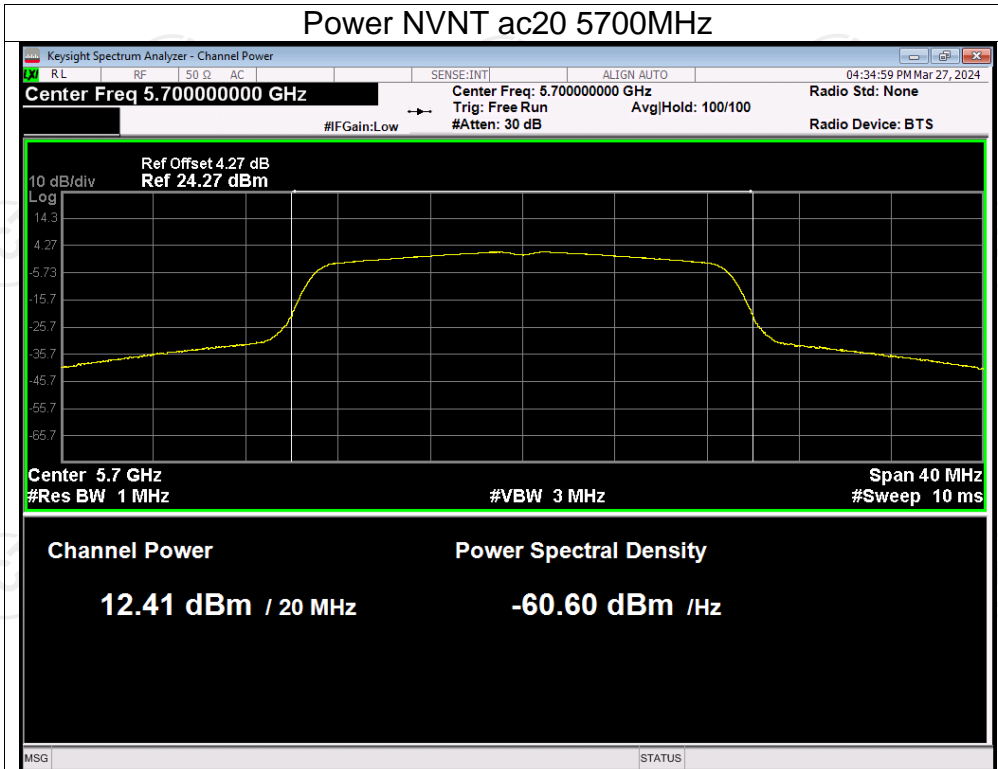 Power NVNT ac20 5700MHz
Keysight Spectrum Analyzer - Channel Power
LXI RL RF 50 Ω AC SENSE:INT ALIGN AUTO 04:34:59 PM Mar 27, 2024
Center Freq 5.700000000 GHz Center Freq: 5.700000000 GHz Radio Std: None
Trig: Free Run Avg|Hold: 100/100
#IFGain:Low #Atten: 30 dB Radio Device: BTS
Ref Offset 4.27 dB
10 dB/div Ref 24.27 dBm
Log
14.3
4.27
-5.73
-15.7
-25.7
-35.7
-45.7
-55.7
-65.7
Center 5.7 GHz Span 40 MHz
#Res BW 1 MHz #VBW 3 MHz #Sweep 10 ms
Channel Power Power Spectral Density
12.41 dBm / 20 MHz -60.60 dBm /Hz
MSG STATUS